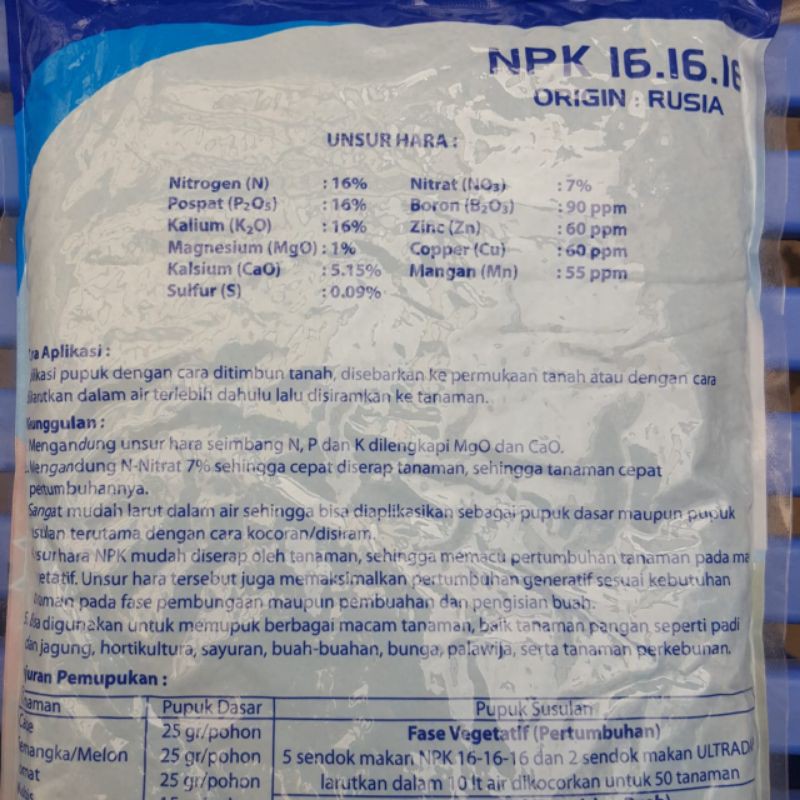 NPK 16.16.16
ORIGIN : RUSIA
UNSUR HARA :
Nitrogen (N) : 16% Nitrat (NO3) : 7%
Pospat (P2O5) : 16% Boron (B2O3) : 90 ppm
Kalium (K2O) : 16% Zinc (Zn) : 60 ppm
Magnesium (MgO) : 1% Copper (Cu) : 60 ppm
Kalsium (CaO) : 5.15% Mangan (Mn) : 55 ppm
Sulfur (S) : 0.09%
Aplikasi :
pupuk dengan cara ditimbun tanah, disebarkan ke permukaan tanah atau dengan cara
dalam air terlebih dahulu lalu disiramkan ke tanaman.
Keunggulan :
Mengandung unsur hara seimbang N, P dan K dilengkapi MgO dan CaO.
Mengandung N-Nitrat 7% sehingga cepat diserap tanaman, sehingga tanaman cepat
pertumbuhannya.
Sangat mudah larut dalam air sehingga bisa diaplikasikan sebagai pupuk dasar maupun pupuk
susulan terutama dengan cara kocoran/disiram.
hara NPK mudah diserap oleh tanaman, sehingga memacu pertumbuhan tanaman pada
Unsur hara tersebut juga memaksimalkan pertumbuhan generatif sesuai kebutuhan
pada fase pembungaan maupun pembuahan dan pengisian buah.
5. Bisa digunakan untuk memupuk berbagai macam tanaman, baik tanaman pangan seperti padi
dan jagung, hortikultura, sayuran, buah-buahan, bunga, palawija, serta tanaman perkebunan.
Pemupukan :
Pupuk Dasar Pupuk Susulan
25 gr/pohon Fase Vegetatif (Pertumbuhan)
/Melon 25 gr/pohon 5 sendok makan NPK 16-16-16 dan 2 sendok makan
25 gr/pohon larutkan dalam 10 lt air dikocorkan untuk 50 tanaman